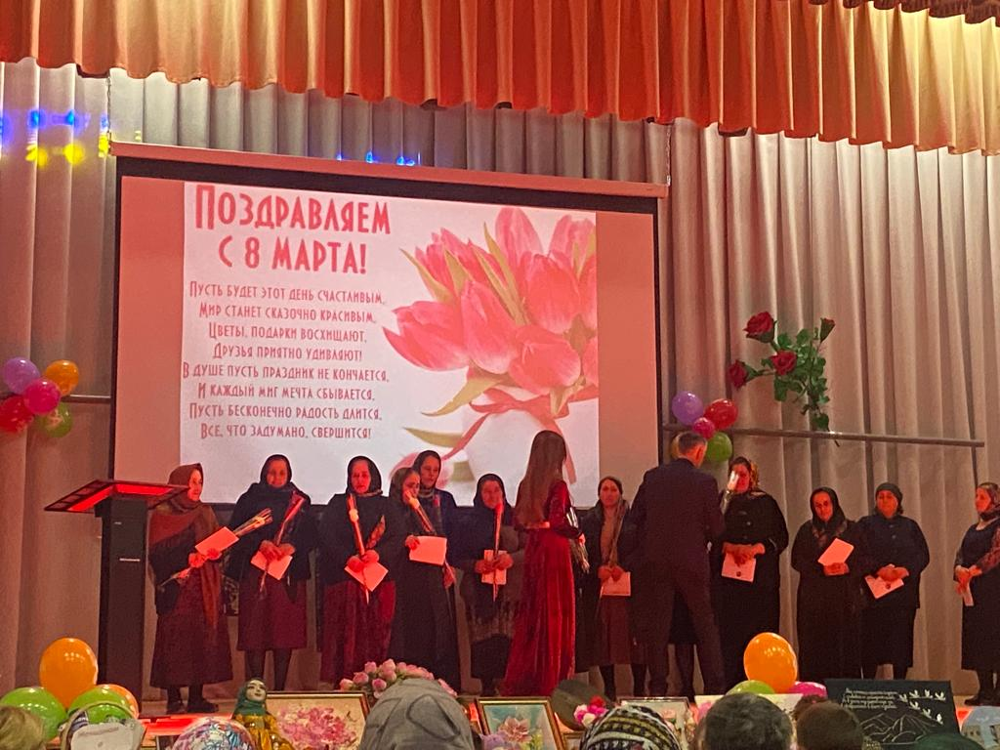 Поздравляем
с 8 Марта!
Пусть будет этот день счастливым,
Мир станет сказочно красивым,
Цветы, подарки восхищают,
Друзья приятно удивляют!
В душе пусть праздник не кончается,
И каждый миг мечта сбывается,
Пусть бесконечно радость длится,
Все, что задумано, свершится!